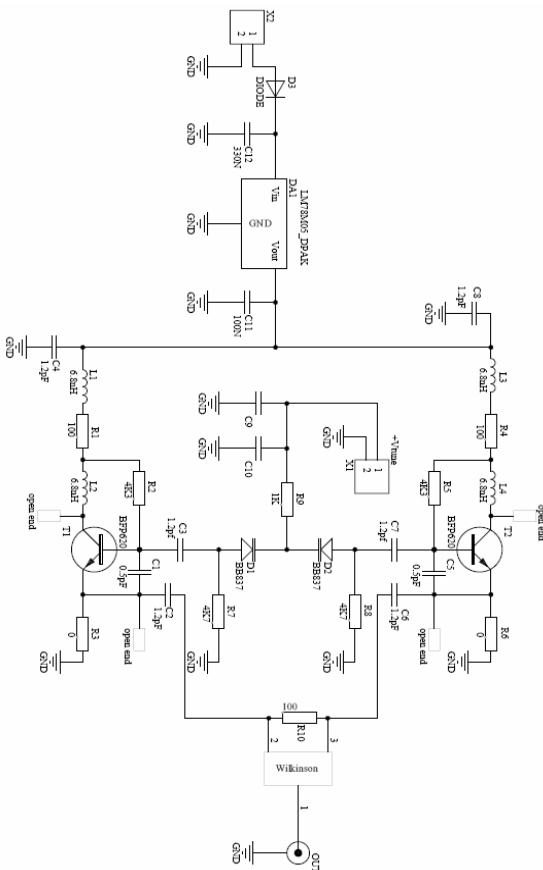 X2
1
2
GND
D3
DIODE
GND
C12
330N
DA1
LM78M05_DPAK
Vin
GND
Vout
GND
GND
C11
100N
C8
1.2pF
GND
GND
C4
1.2pF
L1
6.8nH
L3
6.8nH
R1
100
R4
100
GND
C9
GND
C10
+Vtune
GND
1
2
X1
R2
4K3
R5
4K3
L2
6.8nH
L4
6.8nH
R9
1K
open end
open end
T1
BFP620
T2
BFP620
C3
1.2pf
C7
1.2pf
D1
BB837
D2
BB837
C1
0.5pF
C5
0.5pF
C2
1.2pF
C6
1.2pF
R7
4K7
R8
4K7
R3
0
R6
0
open end
open end
GND
GND
GND
GND
100
R10
2
3
Wilkinson
1
GND
OUT